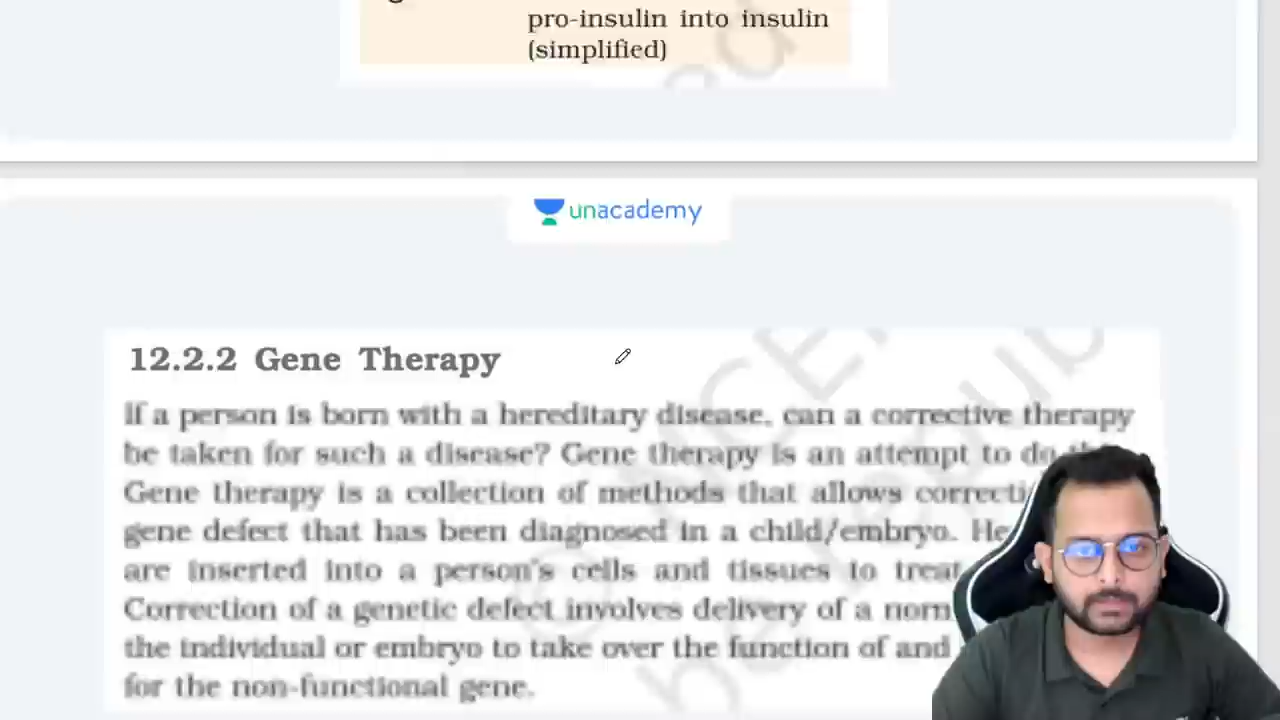 pro-insulin into insulin
(simplified)
unacademy
12.2.2 Gene Therapy
If a person is born with a hereditary disease, can a corrective therapy
be taken for such a disease? Gene therapy is an attempt to do
Gene therapy is a collection of methods that allows
gene defect that has been diagnosed in a child/embryo.
are inserted into a person's cells and tissues to treat
Correction of a genetic defect involves delivery of a
the individual or embryo to take over the function of and
for the non-functional gene.